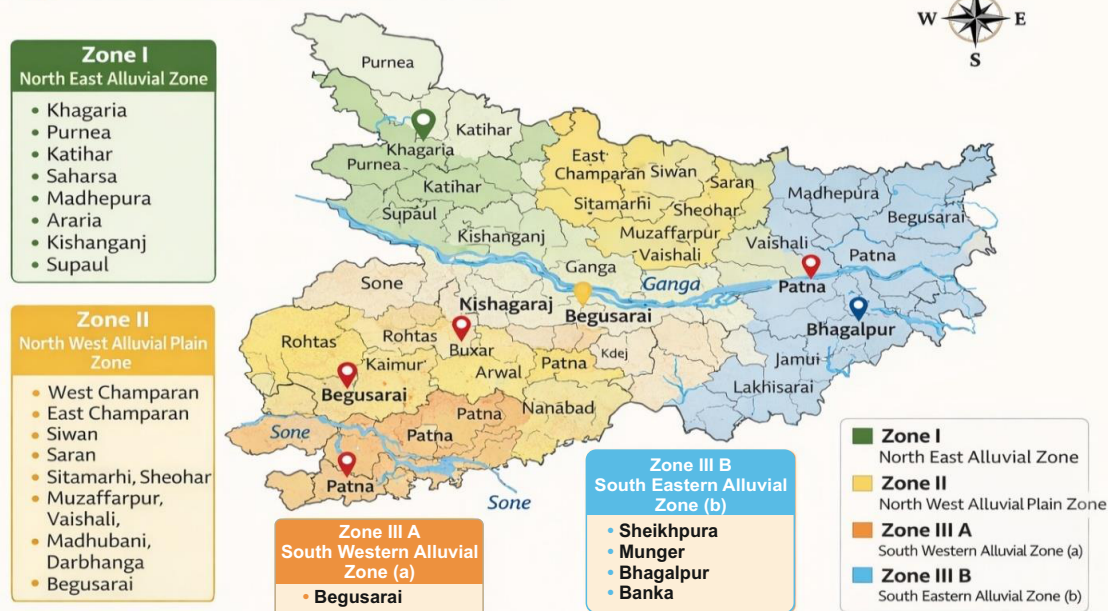 W E
S
Zone I
North East Alluvial Zone
• Khagaria
• Purnea
• Katihar
• Saharsa
• Madhepura
• Araria
• Kishanganj
• Supaul
Zone II
North West Alluvial Plain
Zone
• West Champaran
• East Champaran
• Siwan
• Saran
• Sitamarhi, Sheohar
• Muzaffarpur,
Vaishali,
• Madhubani,
Darbhanga
• Begusarai
Purnea
Katihar
Khagaria
Purnea
Katihar
Supaul
Kishanganj
East
Champaran
Siwan
Saran
Sitamarhi
Sheohar
Muzaffarpur
Vaishali
Madhepura
Begusarai
Vaishali
Patna
Patna
Ganga
Ganga
Sone
Nishagaraj
Begusarai
Bhagalpur
Rohtas
Rohtas
Buxar
Kdej
Kaimur
Arwal
Patna
Jamui
Lakhisarai
Begusarai
Patna
Nanābad
Sone
Patna
Patna
Sone
Zone III A
South Western Alluvial
Zone (a)
• Begusarai
Zone III B
South Eastern Alluvial
Zone (b)
• Sheikhpura
• Munger
• Bhagalpur
• Banka
Zone I
North East Alluvial Zone
Zone II
North West Alluvial Plain Zone
Zone III A
South Western Alluvial Zone (a)
Zone III B
South Eastern Alluvial Zone (b)